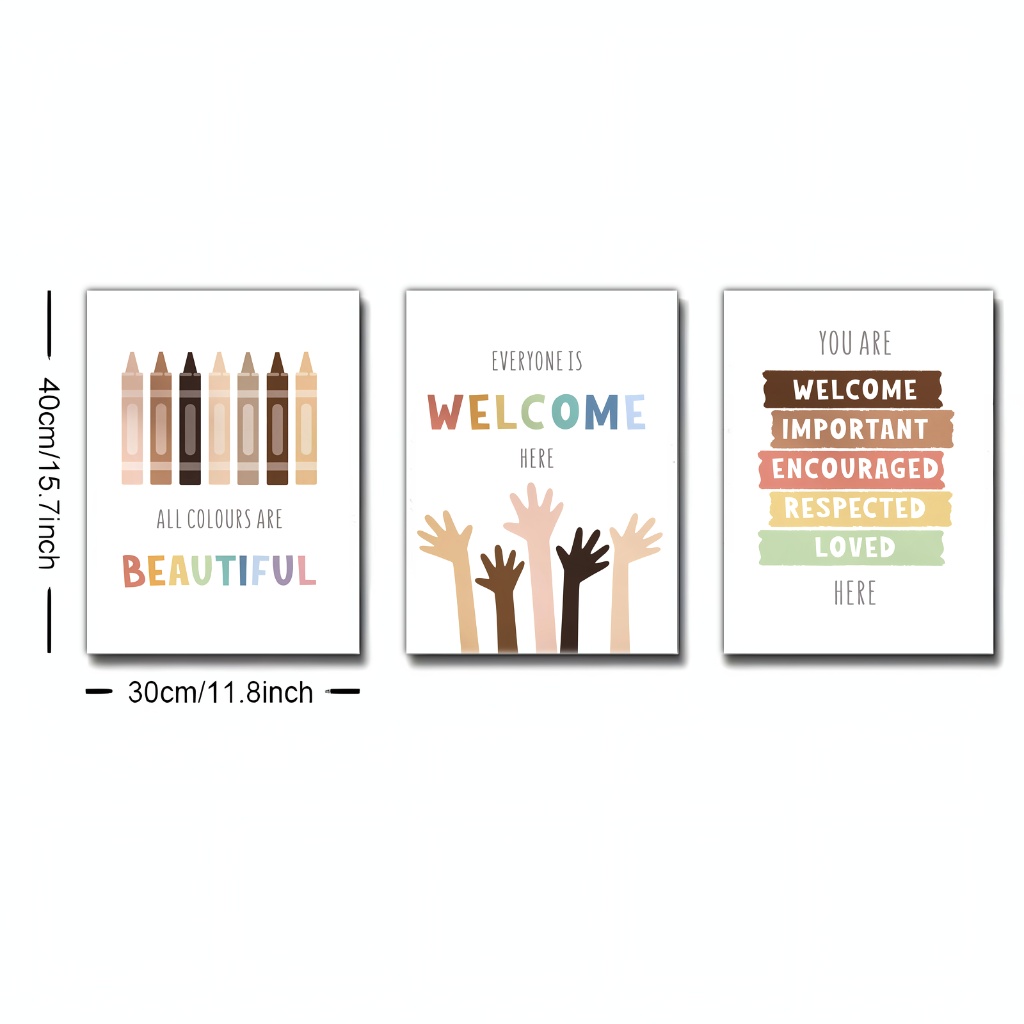 40cm/15.7inch
ALL COLOURS ARE
BEAUTIFUL
30cm/11.8inch
EVERYONE IS
WELCOME
HERE
YOU ARE
WELCOME
IMPORTANT
ENCOURAGED
RESPECTED
LOVED
HERE